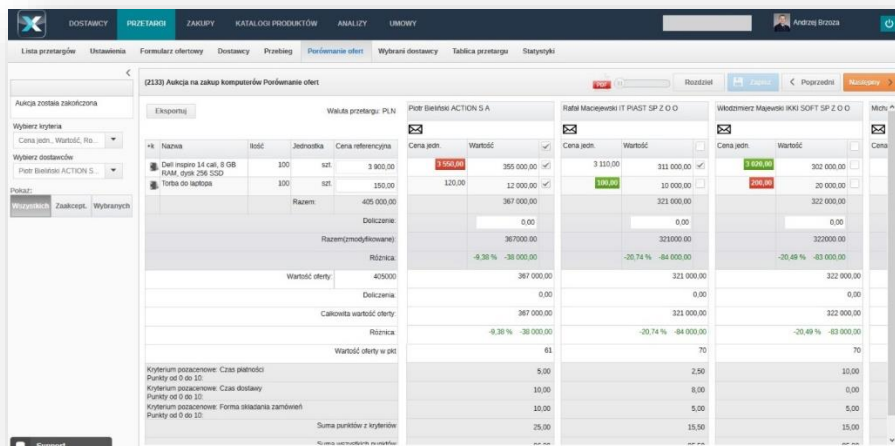 DOSTAWCY PRZETARGI ZAKUPY KATALOGI PRODUKTÓW ANALIZY UMOWY Andrzej Brzoza
Lista przetargów Ustawienia Formularz ofertowy Dostawcy Przebieg Porównanie ofert Wybrani dostawcy Tablica przetargu Statystyki
(2133) Aukcja na zakup komputerów Porównanie ofert PDF Rozdziel Zapisz Poprzedni Następny
Aukcja została zakończona
Wybierz kryteria
Cena jedn., Wartość, Ro...
Wybierz dostawców
Piotr Bieliński ACTION S...
Pokaż:
Wszystkich Zaakcept. Wybranych
Eksportuj Waluta przetargu: PLN Piotr Bieliński ACTION S A Rafał Maciejewski IT PIAST SP Z O O Włodzimierz Majewski IKKI SOFT SP Z O O Micha
Nazwa Ilość Jednostka Cena referencyjna Cena jedn. Wartość Cena jedn. Wartość Cena jedn. Wartość Cena
Dell inspiro 14 cali, 8 GB RAM, dysk 256 SSD 100 szt. 3 900,00 3 550,00 355 000,00 3 110,00 311 000,00 3 020,00 302 000,00
Torba do laptopa 100 szt. 150,00 120,00 12 000,00 100,00 10 000,00 200,00 20 000,00
Razem: 405 000,00 367 000,00 321 000,00 322 000,00
Doliczenie: 0,00 0,00 0,00
Razem(zmodyfikowane): 367000.00 321000.00 322000.00
Różnica: -9,38 % -38 000,00 -20,74 % -84 000,00 -20,49 % -83 000,00
Wartość oferty: 405000 367 000,00 321 000,00 322 000,00
Doliczenia: 0,00 0,00 0,00
Całkowita wartość oferty: 367 000,00 321 000,00 322 000,00
Różnica: -9,38 % -38 000,00 -20,74 % -84 000,00 -20,49 % -83 000,00
Wartość oferty w pkt 61 70 70
Kryterium pozacenowe: Czas płatności
Punkty od 0 do 10: 5,00 2,50 10,00
Kryterium pozacenowe: Czas dostawy
Punkty od 0 do 10: 10,00 8,00 0,00
Kryterium pozacenowe: Forma składania zamówień
Punkty od 0 do 10: 10,00 5,00 5,00
Suma punktów z kryteriów 25,00 15,50 15,00
Support Suma wszystkich punktów